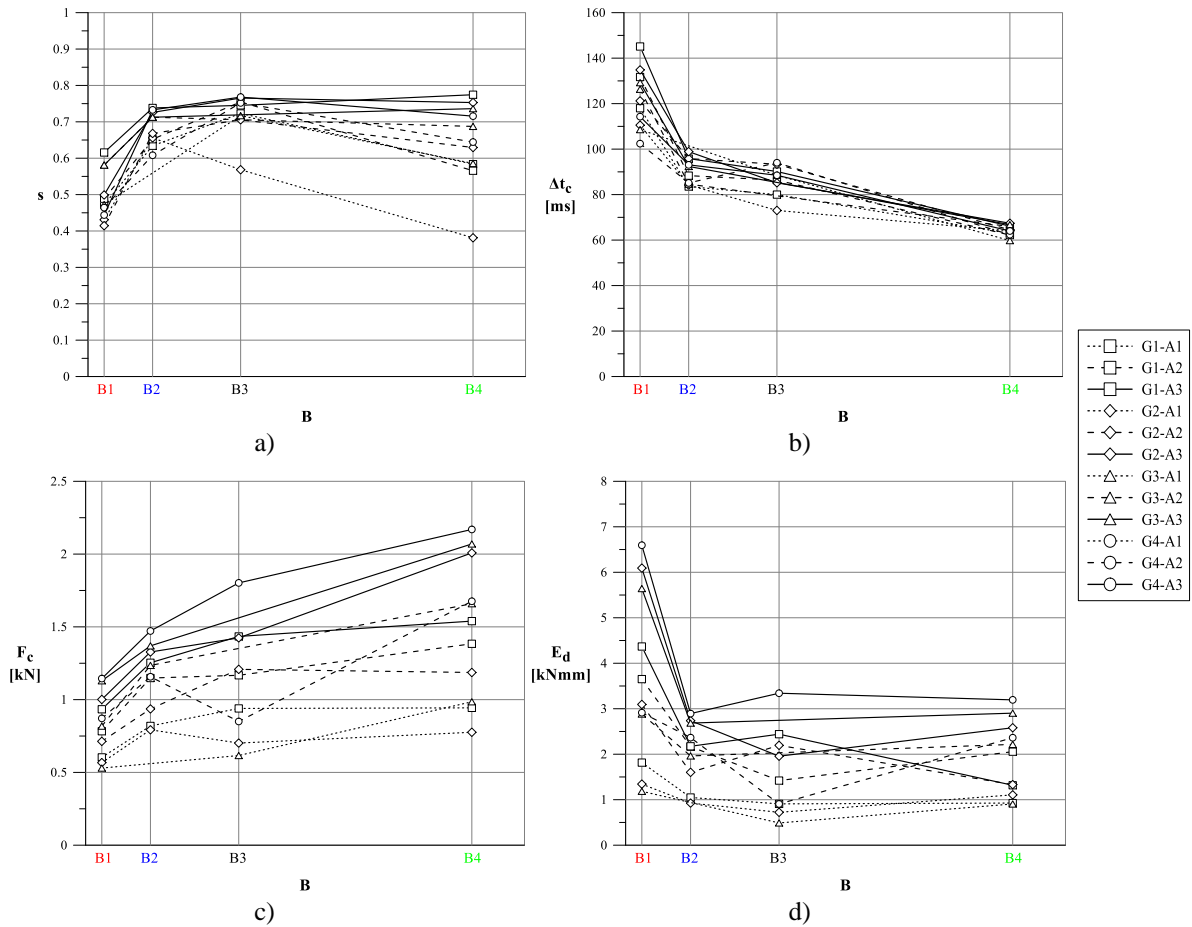 1
0.9
0.8
0.7
0.6
s
0.5
0.4
0.3
0.2
0.1
0
B1 B2 B3 B4
B
a)
160
140
120
100
Δt_c
[ms]
80
60
40
20
0
B1 B2 B3 B4
B
b)
2.5
2
1.5
F_c
[kN]
1
0.5
0
B1 B2 B3 B4
B
c)
8
7
6
5
E_d
[kNmm]
4
3
2
1
0
B1 B2 B3 B4
B
d)
G1-A1
G1-A2
G1-A3
G2-A1
G2-A2
G2-A3
G3-A1
G3-A2
G3-A3
G4-A1
G4-A2
G4-A3